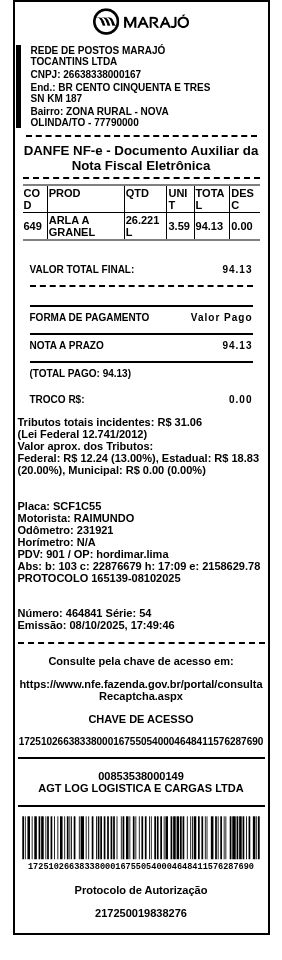 MARAJÓ
REDE DE POSTOS MARAJÓ
TOCANTINS LTDA
CNPJ: 26638338000167
End.: BR CENTO CINQUENTA E TRES
SN KM 187
Bairro: ZONA RURAL - NOVA
OLINDA/TO - 77790000
DANFE NF-e - Documento Auxiliar da
Nota Fiscal Eletrônica
CO PROD QTD UNI TOTA DES
D T L C
649 ARLA A 26.221 3.59 94.13 0.00
GRANEL L
VALOR TOTAL FINAL: 94.13
FORMA DE PAGAMENTO Valor Pago
NOTA A PRAZO 94.13
(TOTAL PAGO: 94.13)
TROCO R$: 0.00
Tributos totais incidentes: R$ 31.06
(Lei Federal 12.741/2012)
Valor aprox. dos Tributos:
Federal: R$ 12.24 (13.00%), Estadual: R$ 18.83
(20.00%), Municipal: R$ 0.00 (0.00%)
Placa: SCF1C55
Motorista: RAIMUNDO
Odômetro: 231921
Horímetro: N/A
PDV: 901 / OP: hordimar.lima
Abs: b: 103 c: 22876679 h: 17:09 e: 2158629.78
PROTOCOLO 165139-08102025
Número: 464841 Série: 54
Emissão: 08/10/2025, 17:49:46
Consulte pela chave de acesso em:
https://www.nfe.fazenda.gov.br/portal/consulta
Recaptcha.aspx
CHAVE DE ACESSO
17251026638338000167550540004648411576287690
00853538000149
AGT LOG LOGISTICA E CARGAS LTDA
17251026638338000167550540004648411576287690
Protocolo de Autorização
217250019838276